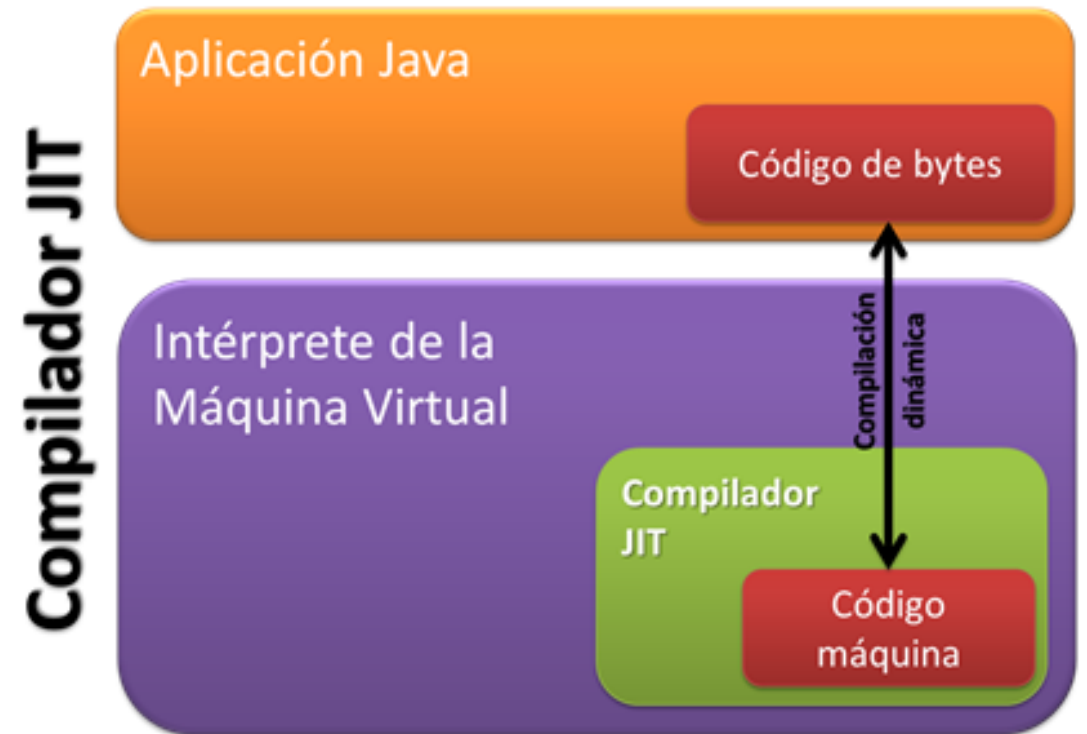 Compilador JIT
Aplicación Java
Código de bytes
Intérprete de la
Máquina Virtual
Compilación
dinámica
Compilador
JIT
Código
máquina